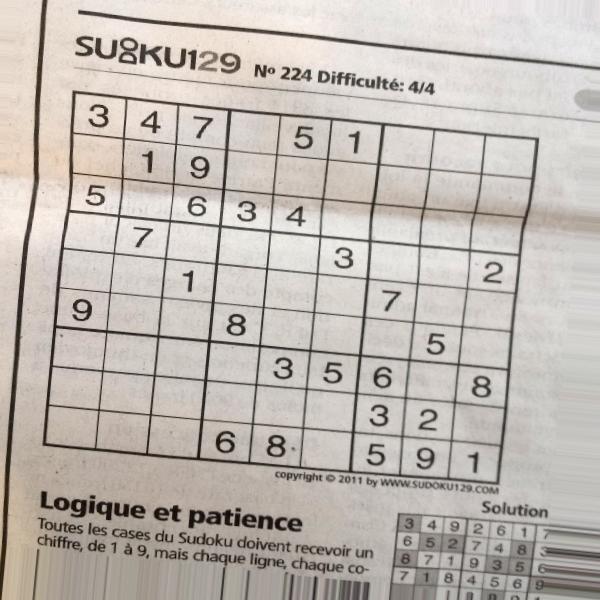 SUDOKU129 Nº 224 Difficulté: 4/4
3 4 7 5 1
1 9
5 6 3 4
7 3 2
1 7
9 8 5
3 5 6 8
3 2
6 8 5 9 1
copyright © 2011 by WWW.SUDOKU129.COM
Logique et patience
Toutes les cases du Sudoku doivent recevoir un
chiffre, de 1 à 9, mais chaque ligne, chaque co-
Solution
3 4 9 2 6 1 7
6 5 2 7 4 8 3
8 7 1 9 3 5 6
7 1 8 4 5 6 9